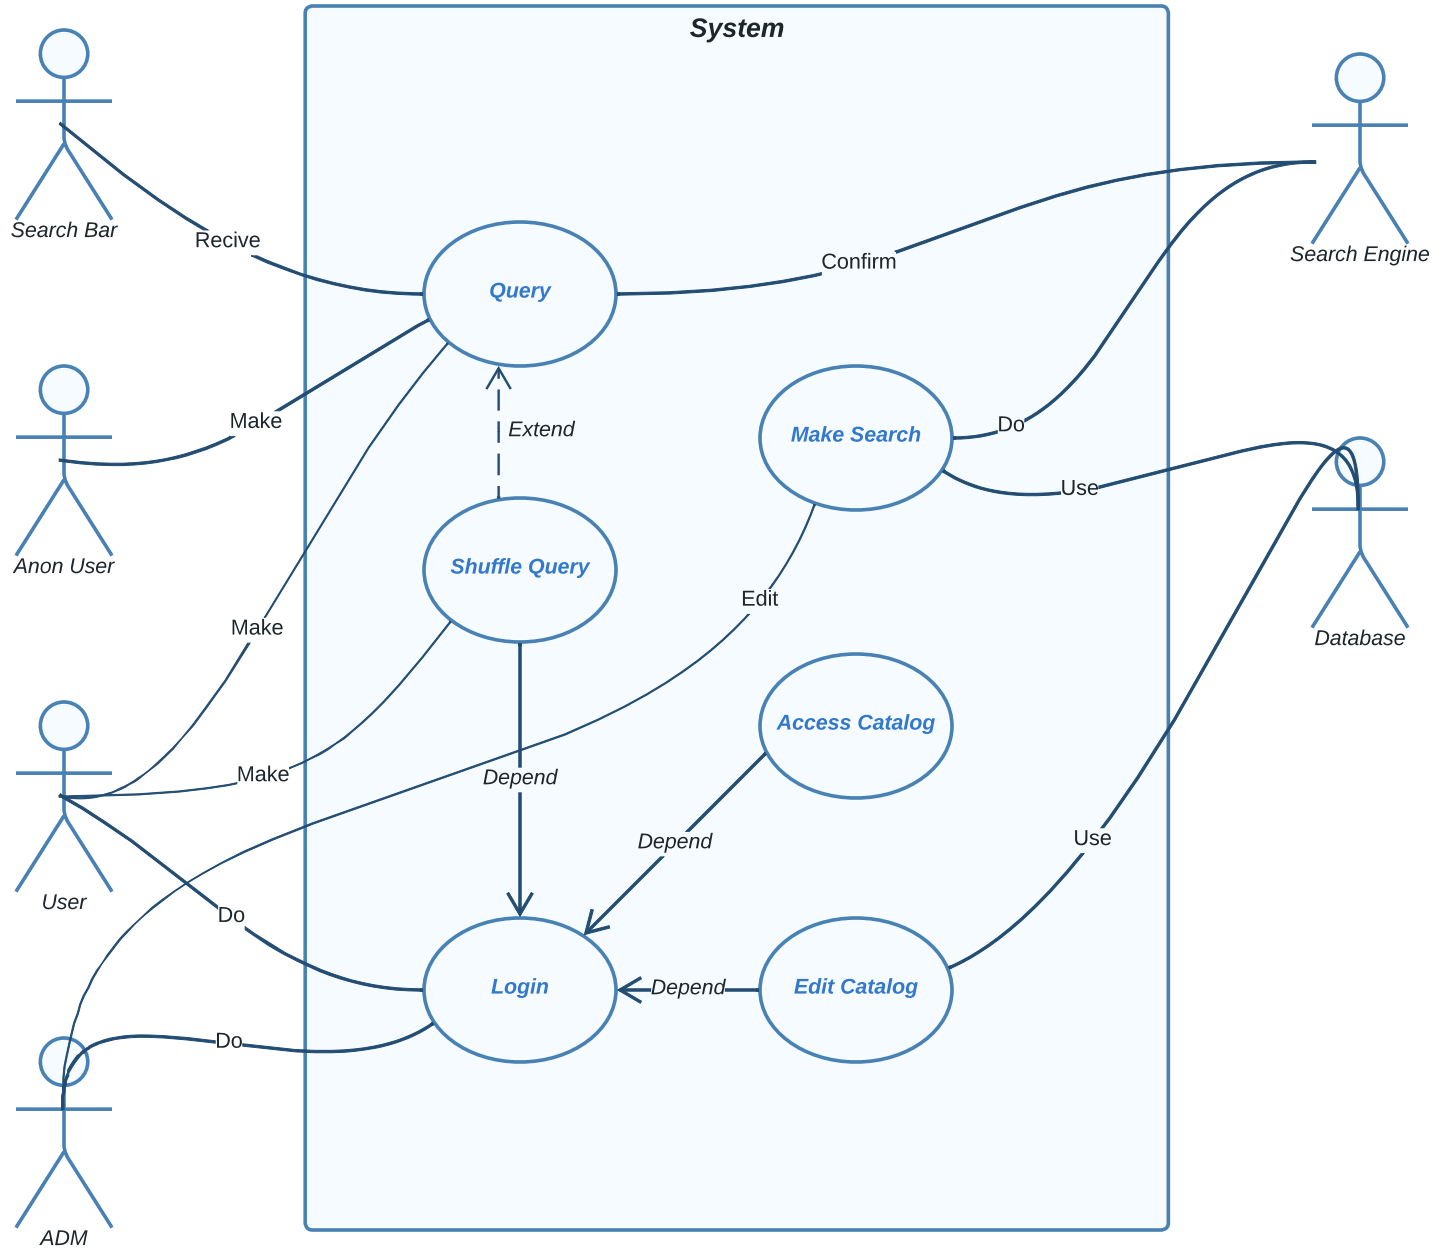 System
Search Bar
Recive
Query
Confirm
Search Engine
Make
Extend
Make Search
Do
Anon User
Shuffle Query
Use
Edit
Make
Database
Access Catalog
Make
Depend
Depend
Use
User
Do
Login
Depend
Edit Catalog
Do
ADM